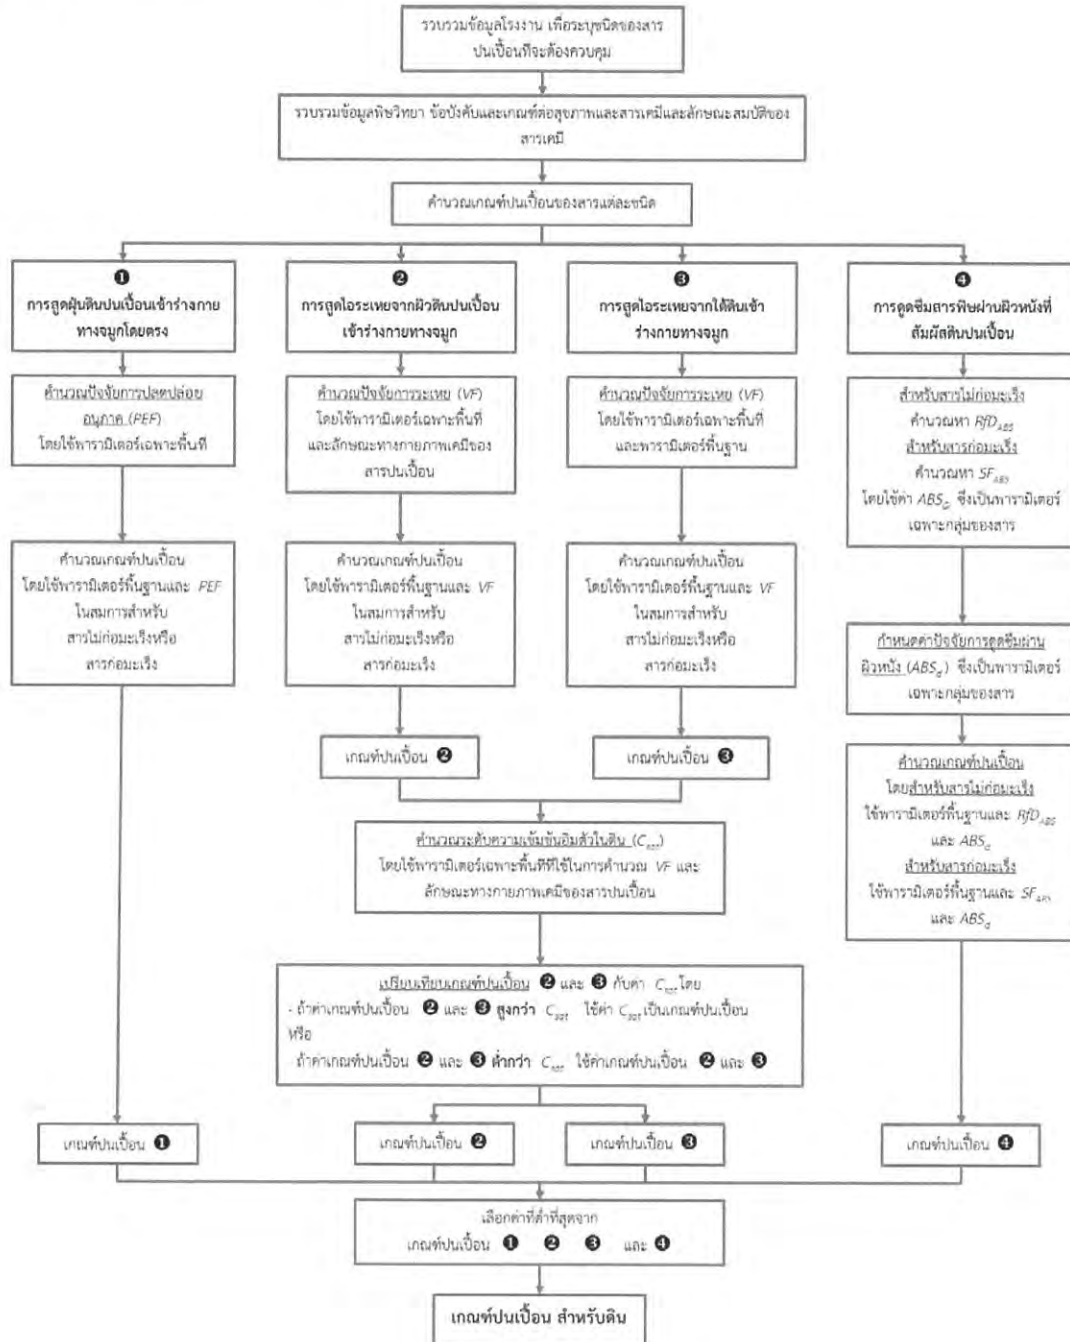 รวบรวมข้อมูลโรงงาน เพื่อระบุชนิดของสาร
ปนเปื้อนที่จะต้องควบคุม
รวบรวมข้อมูลพิษวิทยา ข้อบังคับและเกณฑ์ต่อสุขภาพและสารเคมีและลักษณะสมบัติของ
สารเคมี
คำนวณเกณฑ์ปนเปื้อนของสารแต่ละชนิด
❶
การสูดฝุ่นดินปนเปื้อนเข้าร่างกาย
ทางจมูกโดยตรง
คำนวณปัจจัยการปลดปล่อย
อนุภาค (PEF)
โดยใช้พารามิเตอร์เฉพาะพื้นที่
คำนวณเกณฑ์ปนเปื้อน
โดยใช้พารามิเตอร์พื้นฐานและ PEF
ในสมการสำหรับ
สารไม่ก่อมะเร็งหรือ
สารก่อมะเร็ง
❷
การสูดไอระเหยจากผิวดินปนเปื้อน
เข้าร่างกายทางจมูก
คำนวณปัจจัยการระเหย (VF)
โดยใช้พารามิเตอร์เฉพาะพื้นที่
และลักษณะทางกายภาพเคมีของ
สารปนเปื้อน
คำนวณเกณฑ์ปนเปื้อน
โดยใช้พารามิเตอร์พื้นฐานและ VF
ในสมการสำหรับ
สารไม่ก่อมะเร็งหรือ
สารก่อมะเร็ง
เกณฑ์ปนเปื้อน ❷
❸
การสูดไอระเหยจากใต้ดินเข้า
ร่างกายทางจมูก
คำนวณปัจจัยการระเหย (VF)
โดยใช้พารามิเตอร์เฉพาะพื้นที่
และพารามิเตอร์พื้นฐาน
คำนวณเกณฑ์ปนเปื้อน
โดยใช้พารามิเตอร์พื้นฐานและ VF
ในสมการสำหรับ
สารไม่ก่อมะเร็งหรือ
สารก่อมะเร็ง
เกณฑ์ปนเปื้อน ❸
❹
การดูดซึมสารพิษผ่านผิวหนังที่
สัมผัสดินปนเปื้อน
สำหรับสารไม่ก่อมะเร็ง
คำนวณหา RfD_ABS
สำหรับสารก่อมะเร็ง
คำนวณหา SF_ABS
โดยใช้ค่า ABS_G ซึ่งเป็นพารามิเตอร์
เฉพาะกลุ่มของสาร
กำหนดค่าปัจจัยการดูดซึมผ่าน
ผิวหนัง (ABS_d) ซึ่งเป็นพารามิเตอร์
เฉพาะกลุ่มของสาร
คำนวณเกณฑ์ปนเปื้อน
โดยสำหรับสารไม่ก่อมะเร็ง
ใช้พารามิเตอร์พื้นฐานและ RfD_ABS
และ ABS_d
สำหรับสารก่อมะเร็ง
ใช้พารามิเตอร์พื้นฐานและ SF_ABS
และ ABS_d
คำนวณระดับความเข้มข้นอิ่มตัวในดิน (C_sat)
โดยใช้พารามิเตอร์เฉพาะพื้นที่ที่ใช้ในการคำนวณ VF และ
ลักษณะทางกายภาพเคมีของสารปนเปื้อน
เปรียบเทียบเกณฑ์ปนเปื้อน ❷ และ ❸ กับค่า C_sat โดย
- ถ้าค่าเกณฑ์ปนเปื้อน ❷ และ ❸ สูงกว่า C_sat ใช้ค่า C_sat เป็นเกณฑ์ปนเปื้อน
หรือ
ถ้าค่าเกณฑ์ปนเปื้อน ❷ และ ❸ ต่ำกว่า C_sat ใช้ค่าเกณฑ์ปนเปื้อน ❷ และ ❸
เกณฑ์ปนเปื้อน ❶
เกณฑ์ปนเปื้อน ❷
เกณฑ์ปนเปื้อน ❸
เกณฑ์ปนเปื้อน ❹
เลือกค่าที่ต่ำที่สุดจาก
เกณฑ์ปนเปื้อน ❶ ❷ ❸ และ ❹
เกณฑ์ปนเปื้อน สำหรับดิน